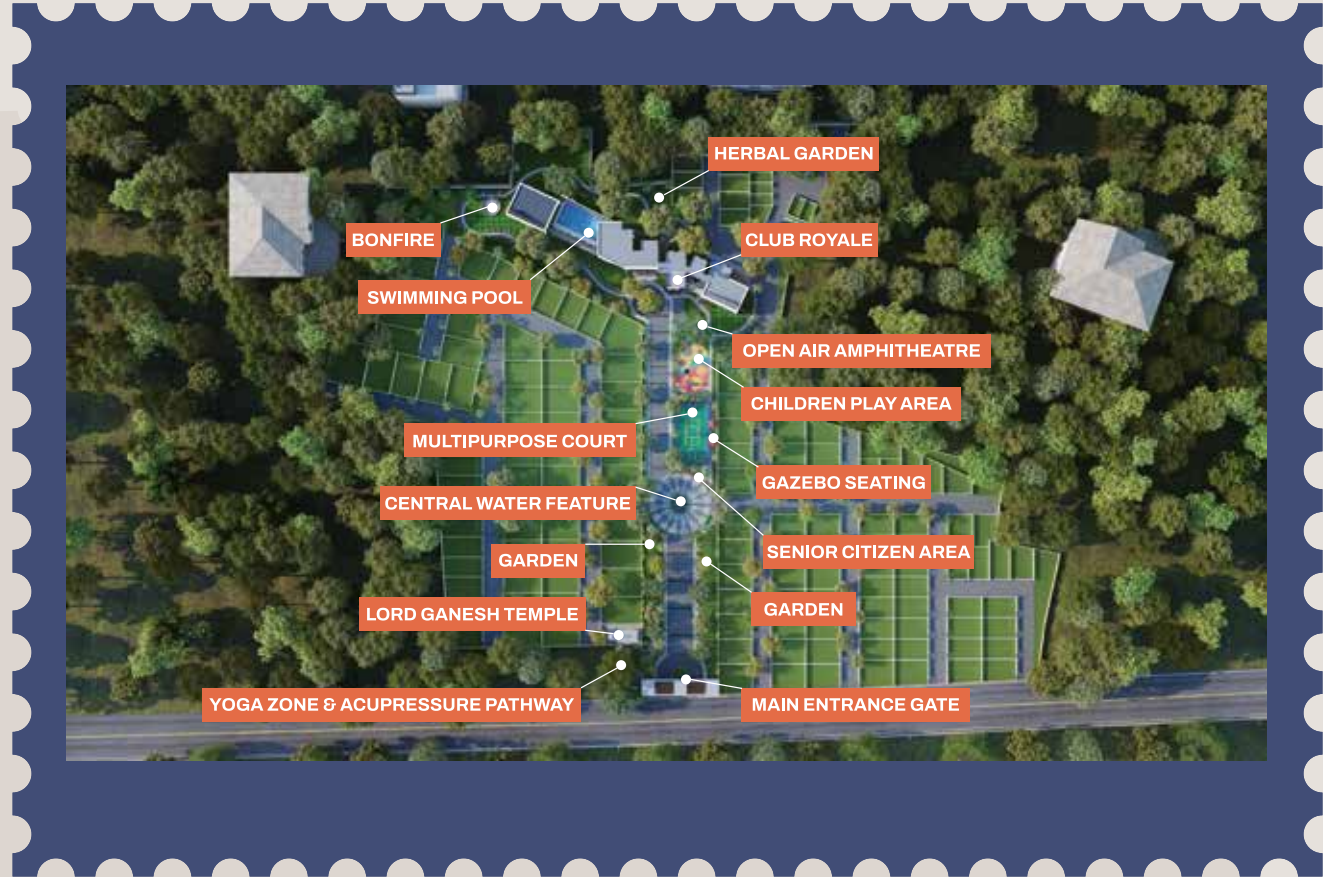 HERBAL GARDEN
BONFIRE
CLUB ROYALE
SWIMMING POOL
OPEN AIR AMPHITHEATRE
CHILDREN PLAY AREA
MULTIPURPOSE COURT
GAZEBO SEATING
CENTRAL WATER FEATURE
SENIOR CITIZEN AREA
GARDEN
GARDEN
LORD GANESH TEMPLE
YOGA ZONE & ACUPRESSURE PATHWAY
MAIN ENTRANCE GATE